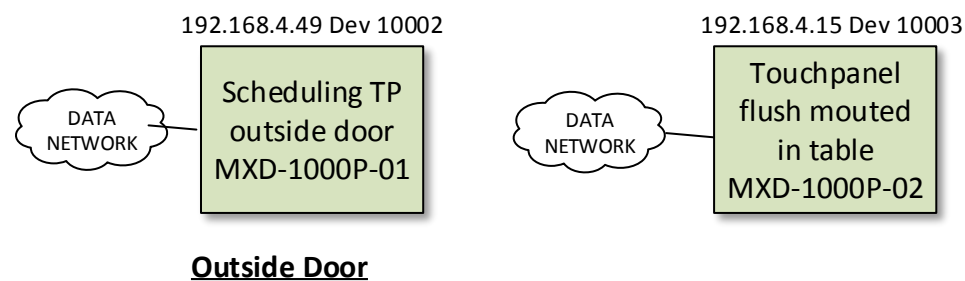 192.168.4.49 Dev 10002
DATA
NETWORK
Scheduling TP
outside door
MXD-1000P-01
192.168.4.15 Dev 10003
DATA
NETWORK
Touchpanel
flush mouted
in table
MXD-1000P-02
Outside Door